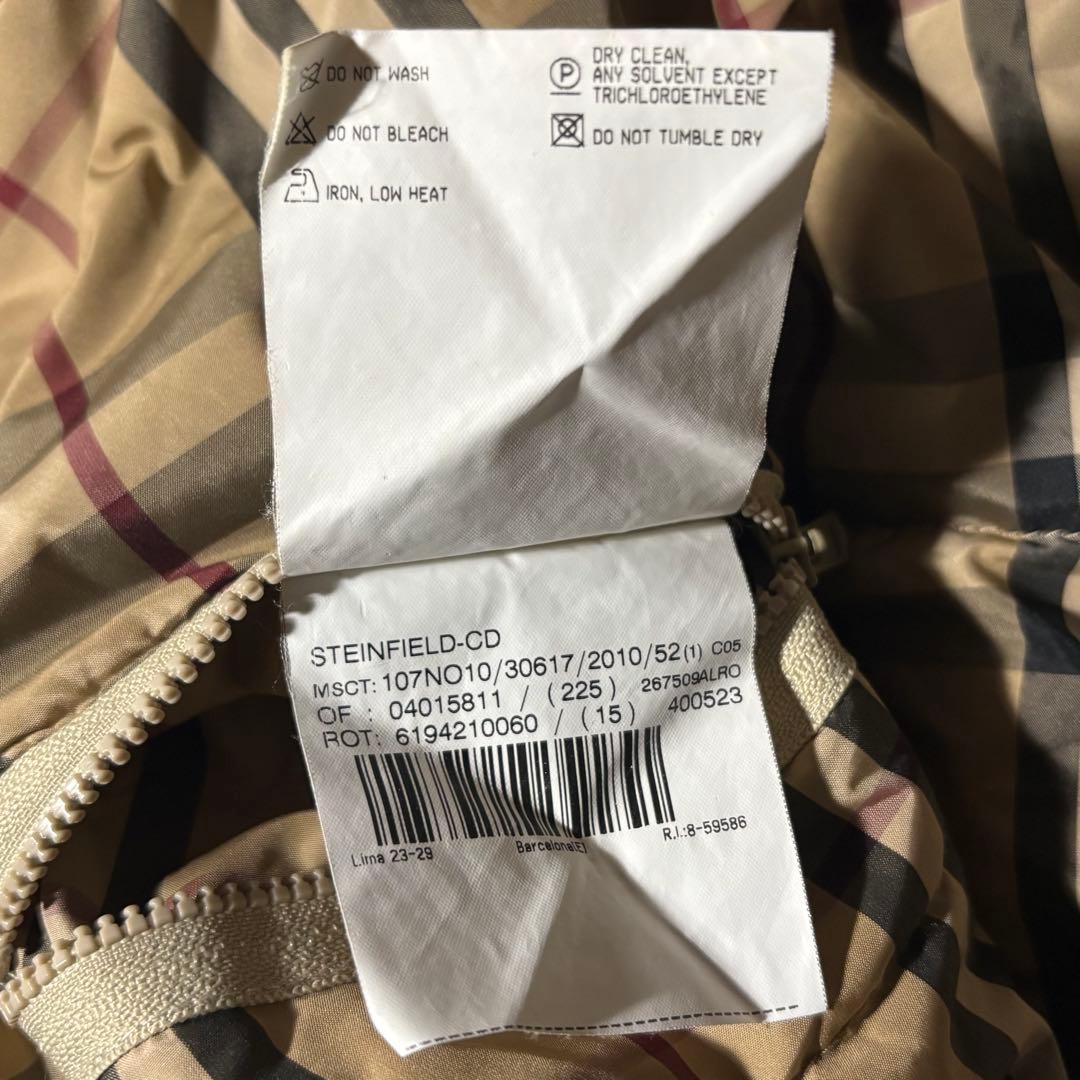 DO NOT WASH
DO NOT BLEACH
IRON, LOW HEAT
P
DRY CLEAN,
ANY SOLVENT EXCEPT
TRICHLOROETHYLENE
DO NOT TUMBLE DRY
STEINFIELD-CD
MSCT: 107NO10/30617/2010/52(1) C05
OF : 04015811 / (225) 267509ALRO
ROT: 6194210060 / (15) 400523
Lima 23-29 Barcelona(E) R.I.:8-59586